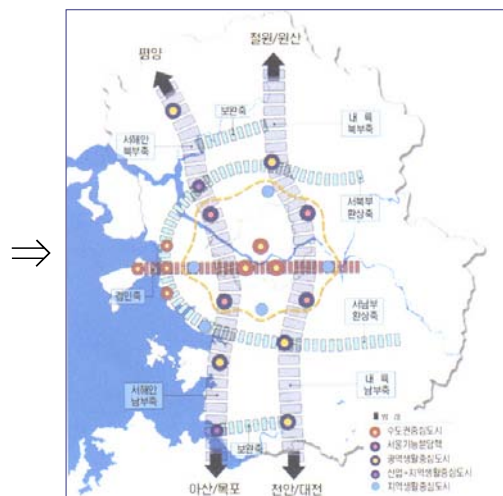 철원/원산
평양
보완축
내 륙
북부축
서해안
북부축
서북부
환상축
경인축
서남부
환상축
서해안
남부축
내 륙
남부축
보완축
범 례
수도권중심도시
서울기능분담핵
광역생활중심도시
산업+지역생활중심도시
지역생활중심도시
아산/목포
천안/대전